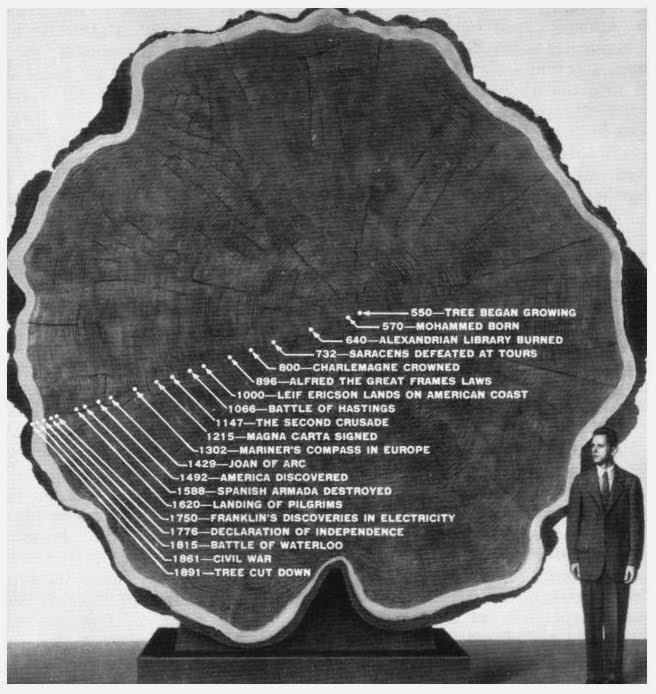 550—TREE BEGAN GROWING
570—MOHAMMED BORN
640—ALEXANDRIAN LIBRARY BURNED
732—SARACENS DEFEATED AT TOURS
800—CHARLEMAGNE CROWNED
896—ALFRED THE GREAT FRAMES LAWS
1000—LEIF ERICSON LANDS ON AMERICAN COAST
1066—BATTLE OF HASTINGS
1147—THE SECOND CRUSADE
1215—MAGNA CARTA SIGNED
1302—MARINER'S COMPASS IN EUROPE
1429—JOAN OF ARC
1492—AMERICA DISCOVERED
1588—SPANISH ARMADA DESTROYED
1620—LANDING OF PILGRIMS
1750—FRANKLIN'S DISCOVERIES IN ELECTRICITY
1776—DECLARATION OF INDEPENDENCE
1815—BATTLE OF WATERLOO
1861—CIVIL WAR
1891—TREE CUT DOWN